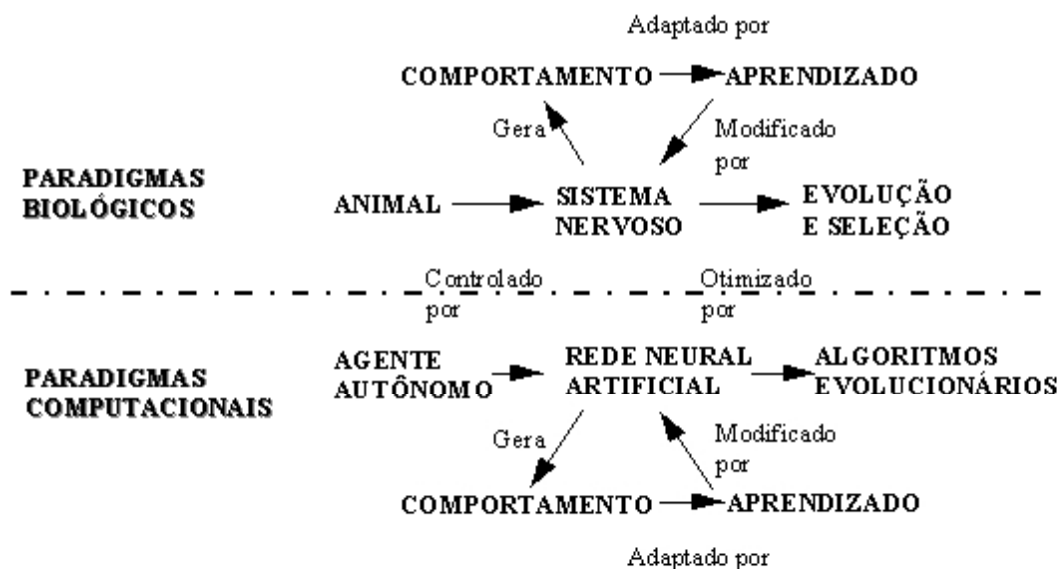 Adaptado por
COMPORTAMENTO APRENDIZADO
Gera Modificado
por
PARADIGMAS
BIOLÓGICOS
ANIMAL
SISTEMA
NERVOSO
EVOLUÇÃO
E SELEÇÃO
Controlado
por
Otimizado
por
PARADIGMAS
COMPUTACIONAIS
AGENTE
AUTÔNOMO
REDE NEURAL
ARTIFICIAL
ALGORITMOS
EVOLUCIONÁRIOS
Gera Modificado
por
COMPORTAMENTO APRENDIZADO
Adaptado por